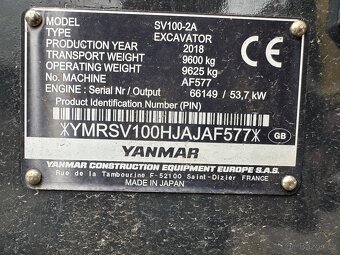 MODEL SV100-2A
TYPE EXCAVATOR
PRODUCTION YEAR 2018
TRANSPORT WEIGHT 9600 kg
OPERATING WEIGHT 9625 kg
No. MACHINE AF577
ENGINE : Serial Nr / Output 66149 / 53,7 kW
Product Identification Number (PIN)
*YMRSV100HJAJAF577*
GB
YANMAR
YANMAR CONSTRUCTION EQUIPMENT EUROPE S.A.S.
Rue de la Tambourine F-52100 Saint-Dizier FRANCE
MADE IN JAPAN
CE